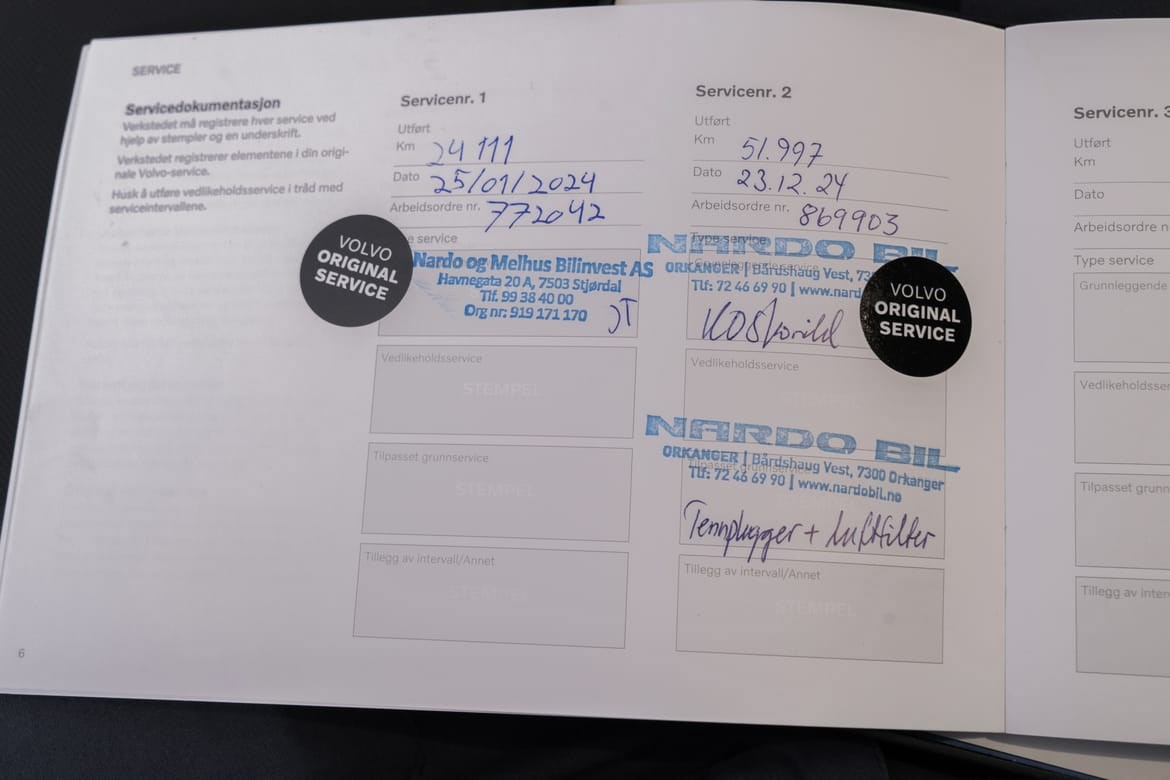 SERVICE
Servicedokumentasjon
Verkstedet må registrere hver service ved
hjelp av stempler og en underskrift.
Verkstedet registrerer elementene i din origi-
nale Volvo-service.
Husk å utføre vedlikeholdsservice i tråd med
serviceintervallene.
Servicenr. 1
Utført
Km 24 111
Dato 25/01/2024
Arbeidsordre nr. 772042
e service
VOLVO
ORIGINAL
SERVICE
Nardo og Melhus Bilinvest AS
Havnegata 20 A, 7503 Stjørdal
Tlf. 99 38 40 00
Org nr: 919 171 170
JT
Vedlikeholdsservice
STEMPEL
Tilpasset grunnservice
STEMPEL
Tillegg av intervall/Annet
STEMPEL
Servicenr. 2
Utført
Km 51.997
Dato 23.12.24
Arbeidsordre nr. 869903
Type service
NARDO BIL
ORKANGER | Bårdshaug Vest, 73
Tlf: 72 46 69 90 | www.nard
VOLVO
ORIGINAL
SERVICE
Vedlikeholdsservice
STEMPEL
NARDO BIL
ORKANGER | Bårdshaug Vest, 7300 Orkanger
Tlf: 72 46 69 90 | www.nardobil.no
Tilpasset grunnservice
Tennplugger + luftfilter
Tillegg av intervall/Annet
STEMPEL
Servicenr. 3
Utført
Km
Dato
Arbeidsordre n
Type service
Grunnleggende
Vedlikeholdsser
Tilpasset grunn
Tillegg av inter
6